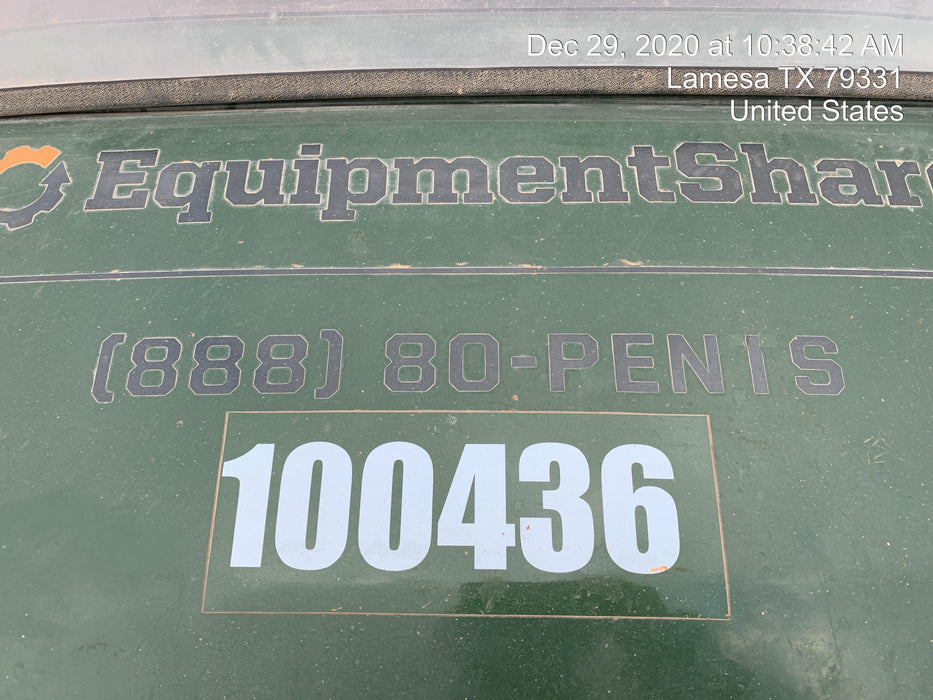 Dec 29, 2020 at 10:38:42 AM
Lamesa TX 79331
United States
EquipmentShar
(888) 80-PENIS
100436